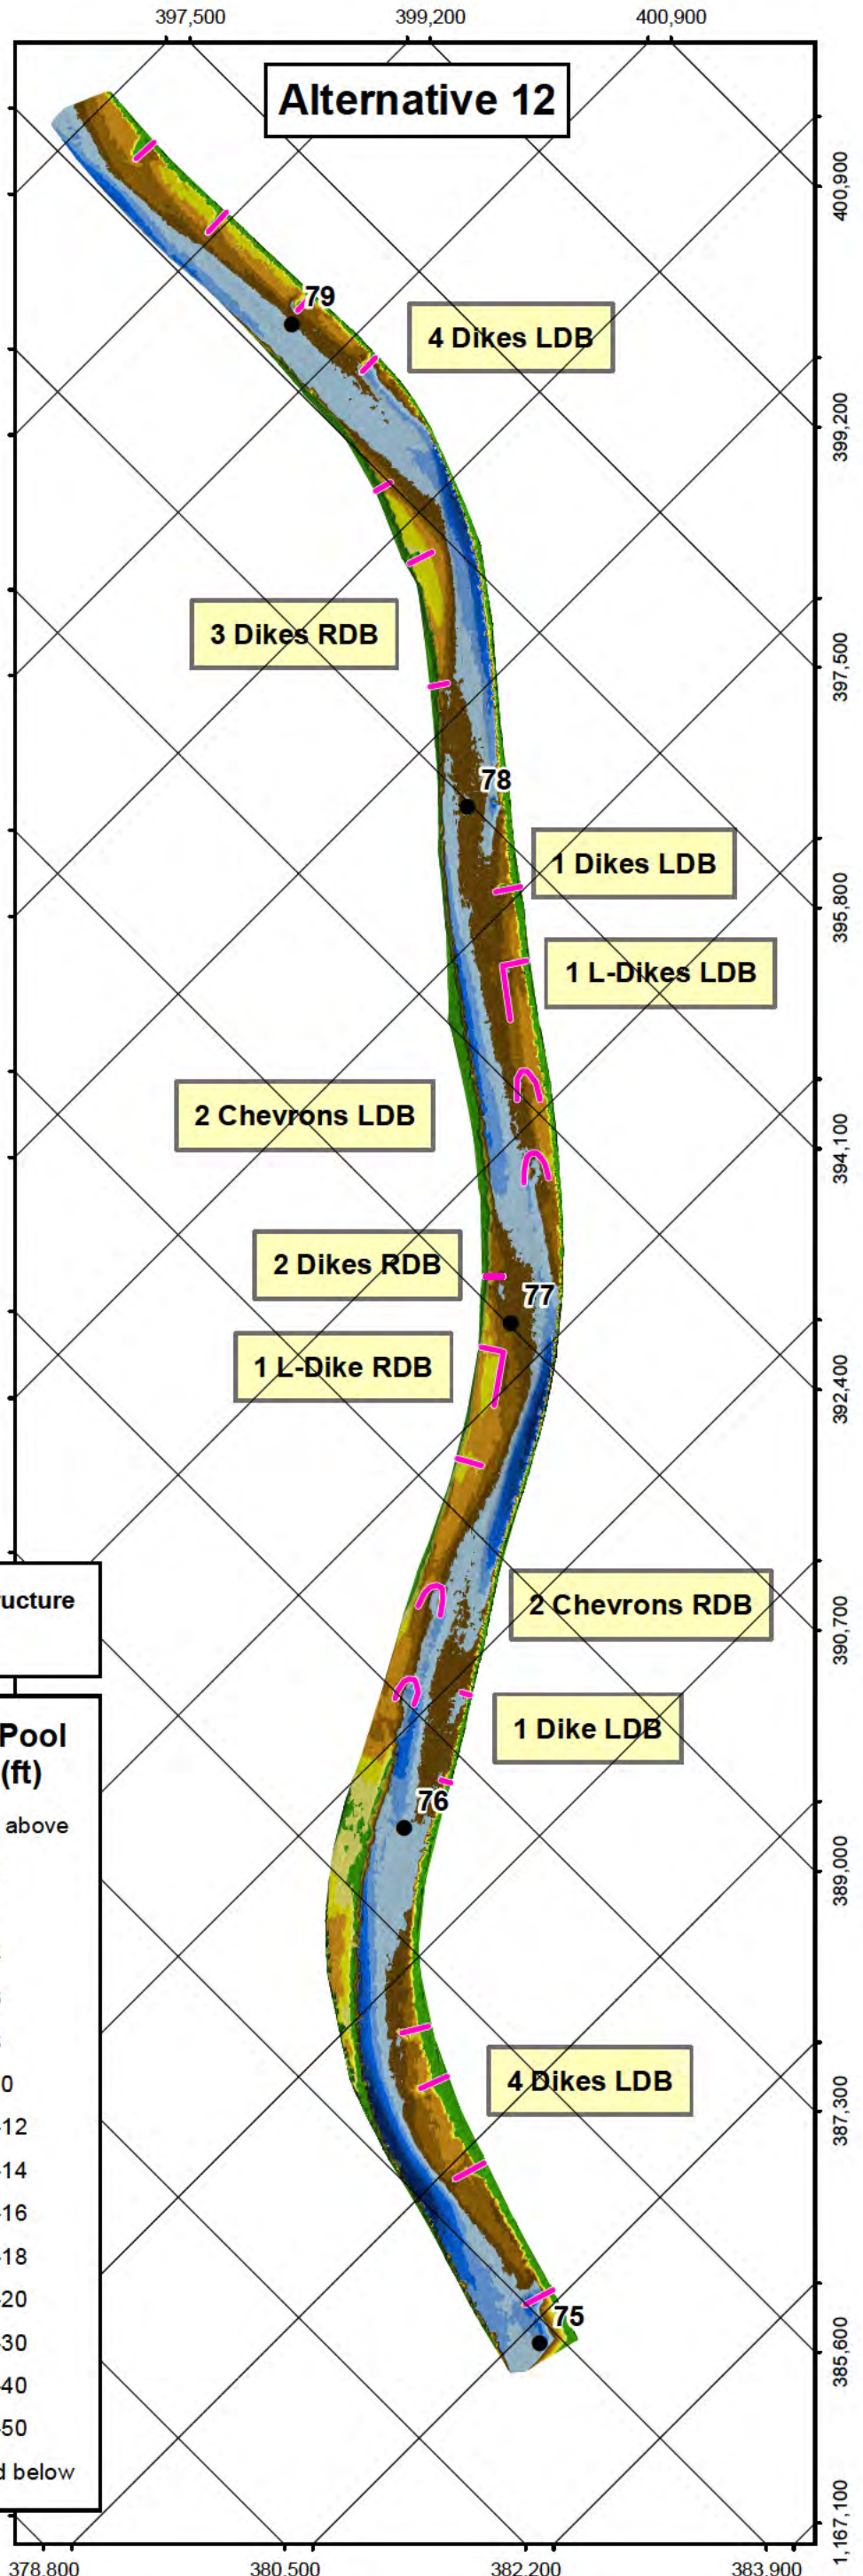 397,500
399,200
400,900
Alternative 12
400,900
79
4 Dikes LDB
399,200
3 Dikes RDB
397,500
78
1 Dikes LDB
395,800
1 L-Dikes LDB
2 Chevrons LDB
394,100
2 Dikes RDB
77
1 L-Dike RDB
392,400
ucture
2 Chevrons RDB
390,700
1 Dike LDB
Pool
(ft)
76
above
389,000
4 Dikes LDB
0
-12
387,300
-14
-16
-18
-20
75
-30
385,600
-40
-50
d below
1,167,100
378,800
380,500
382,200
383,900